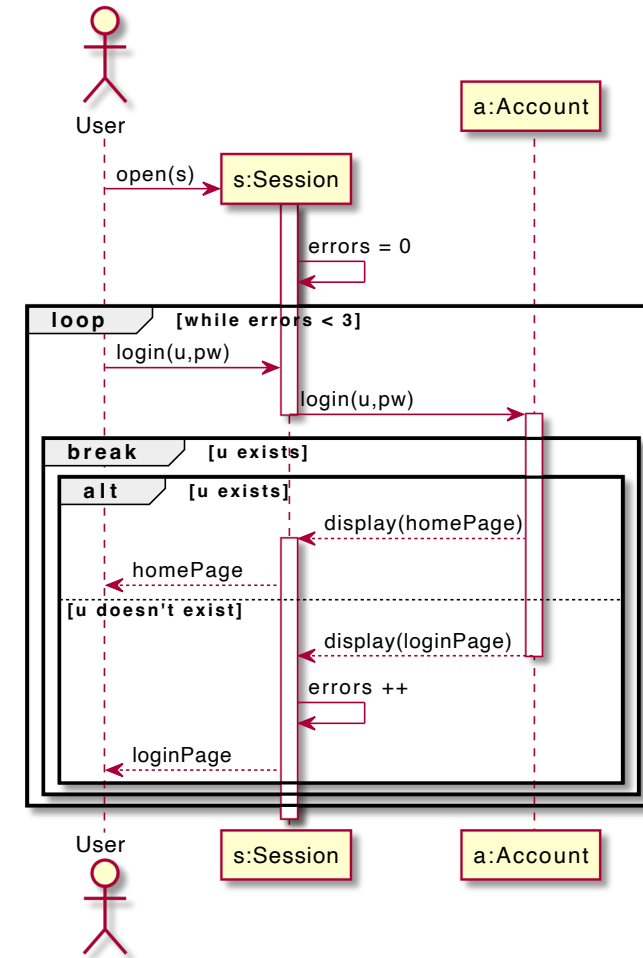 User
a:Account
open(s)
s:Session
errors = 0
loop [while errors < 3]
login(u,pw)
login(u,pw)
break [u exists]
alt [u exists]
display(homePage)
homePage
[u doesn't exist]
display(loginPage)
errors ++
loginPage
User
s:Session
a:Account